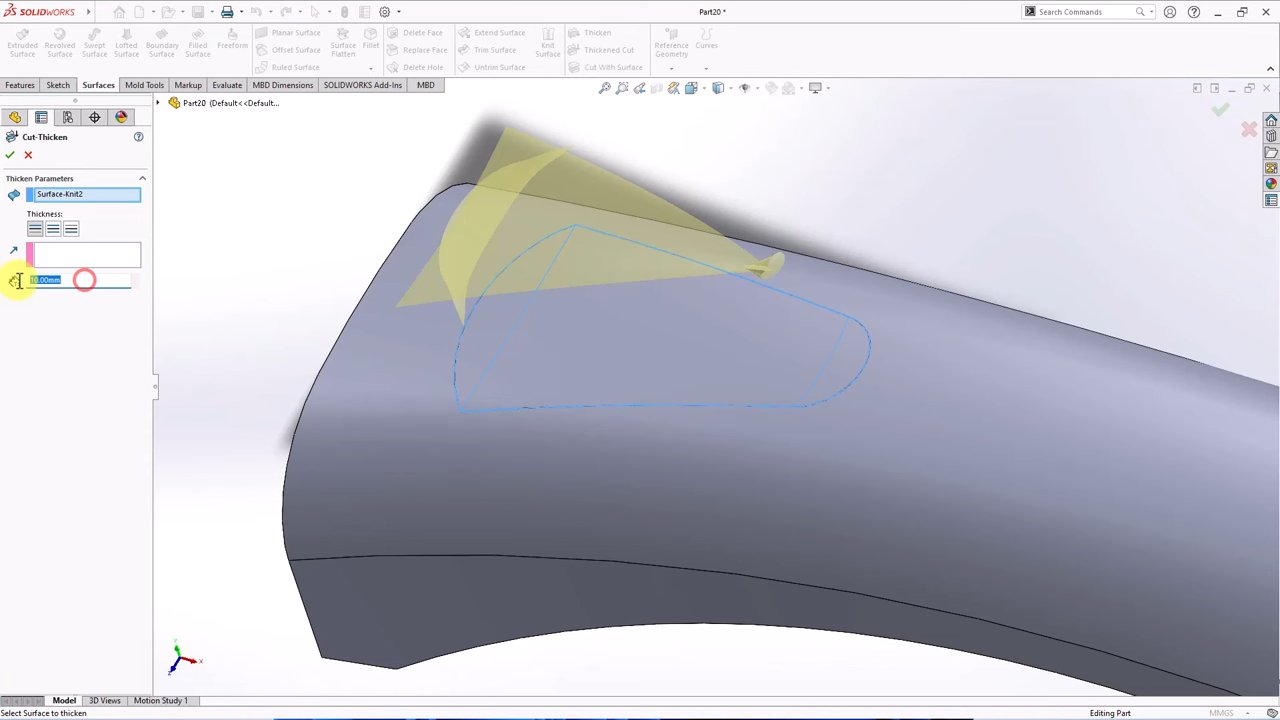 SOLIDWORKS
Part20 *
Search Commands
Extruded Surface
Revolved Surface
Swept Surface
Lofted Surface
Boundary Surface
Filled Surface
Freeform
Planar Surface
Offset Surface
Ruled Surface
Surface Flatten
Fillet
Delete Face
Replace Face
Delete Hole
Extend Surface
Trim Surface
Untrim Surface
Knit Surface
Thicken
Thickened Cut
Cut With Surface
Reference Geometry
Curves
Features
Sketch
Surfaces
Mold Tools
Markup
Evaluate
MBD Dimensions
SOLIDWORKS Add-Ins
MBD
Part20 (Default<<Default...
Cut-Thicken
Thicken Parameters
Surface-Knit2
Thickness:
10.00mm
Y
X
Z
Model
3D Views
Motion Study 1
Select Surface to thicken
Editing Part
MMGS